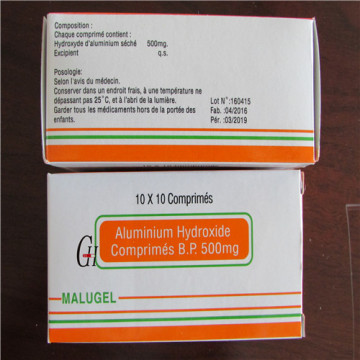 Composition :
Chaque comprimé contient :
Hydroxyde d'aluminium séché 500mg.
Excipient q.s.
Posologie:
Selon l'avis du médecin.
Conserver dans un endroit frais, à une température ne
dépassant pas 25°C, et à l'abri de la lumière.
Garder tous les médicaments hors de la portée des
enfants.
Lot N°:160415
Fab. :04/2016
Pér. :03/2019
10 X 10 Comprimés
GH
Aluminium Hydroxide
Comprimés B.P. 500mg
MALUGEL